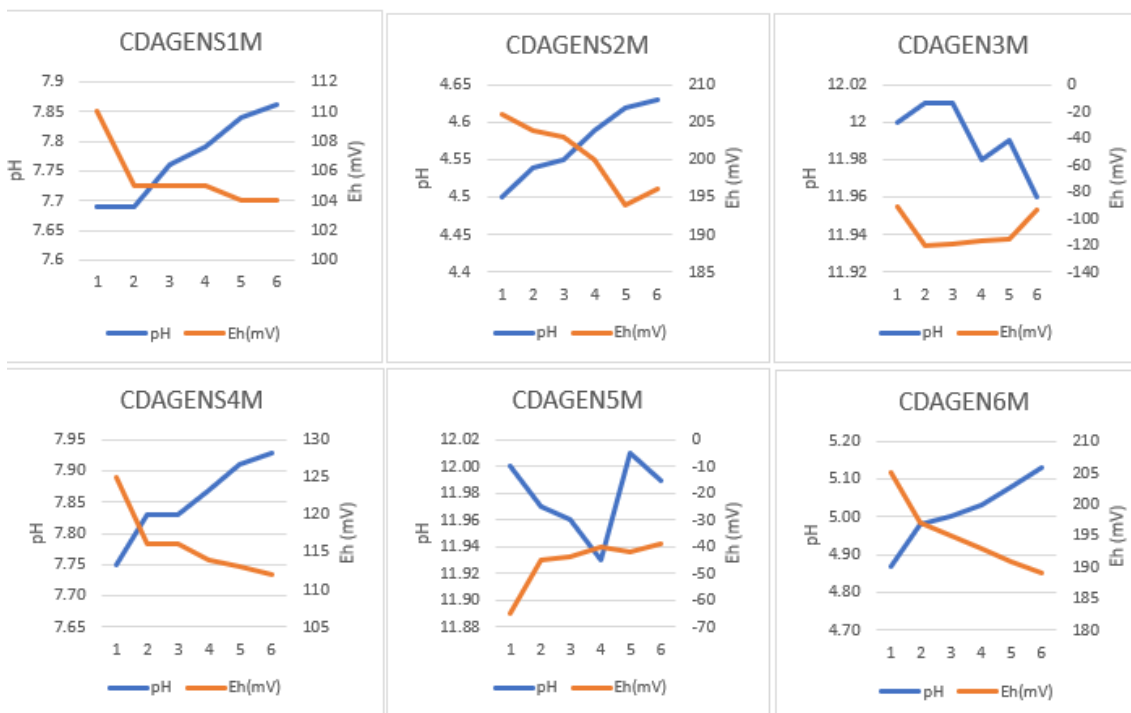 CDAGENS1M
7.9
7.85
7.8
7.75
7.7
7.65
7.6
pH
112
110
108
106
104
102
100
Eh (mV)
1 2 3 4 5 6
pH Eh(mV)
CDAGENS2M
4.65
4.6
4.55
4.5
4.45
4.4
pH
210
205
200
195
190
185
Eh (mV)
1 2 3 4 5 6
pH Eh(mV)
CDAGEN3M
12.02
12
11.98
11.96
11.94
11.92
pH
0
-20
-40
-60
-80
-100
-120
-140
Eh (mV)
1 2 3 4 5 6
pH Eh(mV)
CDAGENS4M
7.95
7.90
7.85
7.80
7.75
7.70
7.65
pH
130
125
120
115
110
105
Eh (mV)
1 2 3 4 5 6
pH Eh(mV)
CDAGEN5M
12.02
12.00
11.98
11.96
11.94
11.92
11.90
11.88
pH
0
-10
-20
-30
-40
-50
-60
-70
Eh (mV)
1 2 3 4 5 6
pH Eh(mV)
CDAGEN6M
5.20
5.10
5.00
4.90
4.80
4.70
pH
210
205
200
195
190
185
180
Eh (mV)
1 2 3 4 5 6
pH Eh(mV)